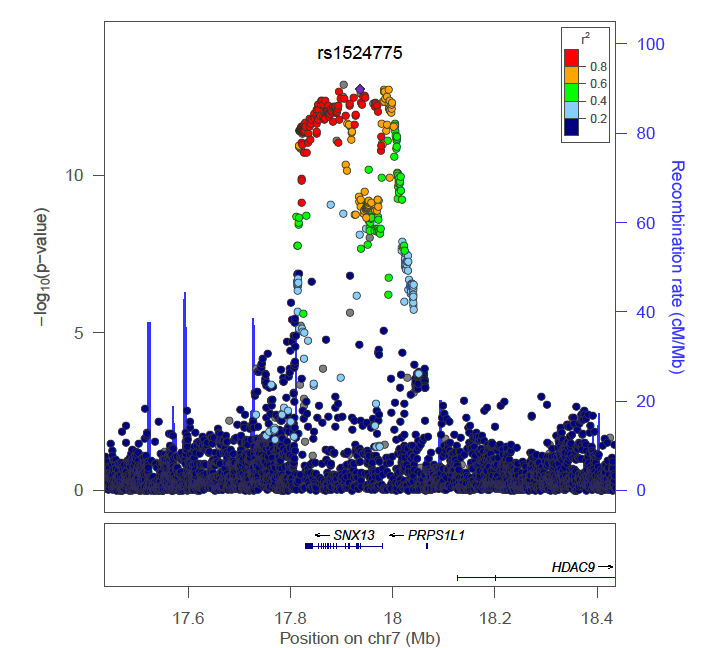 rs1524775
r2
0.8
0.6
0.4
0.2
10
5
0
−log10(p−value)
100
80
60
40
20
0
Recombination rate (cM/Mb)
SNX13
PRPS1L1
HDAC9
17.6
17.8
18
18.2
18.4
Position on chr7 (Mb)